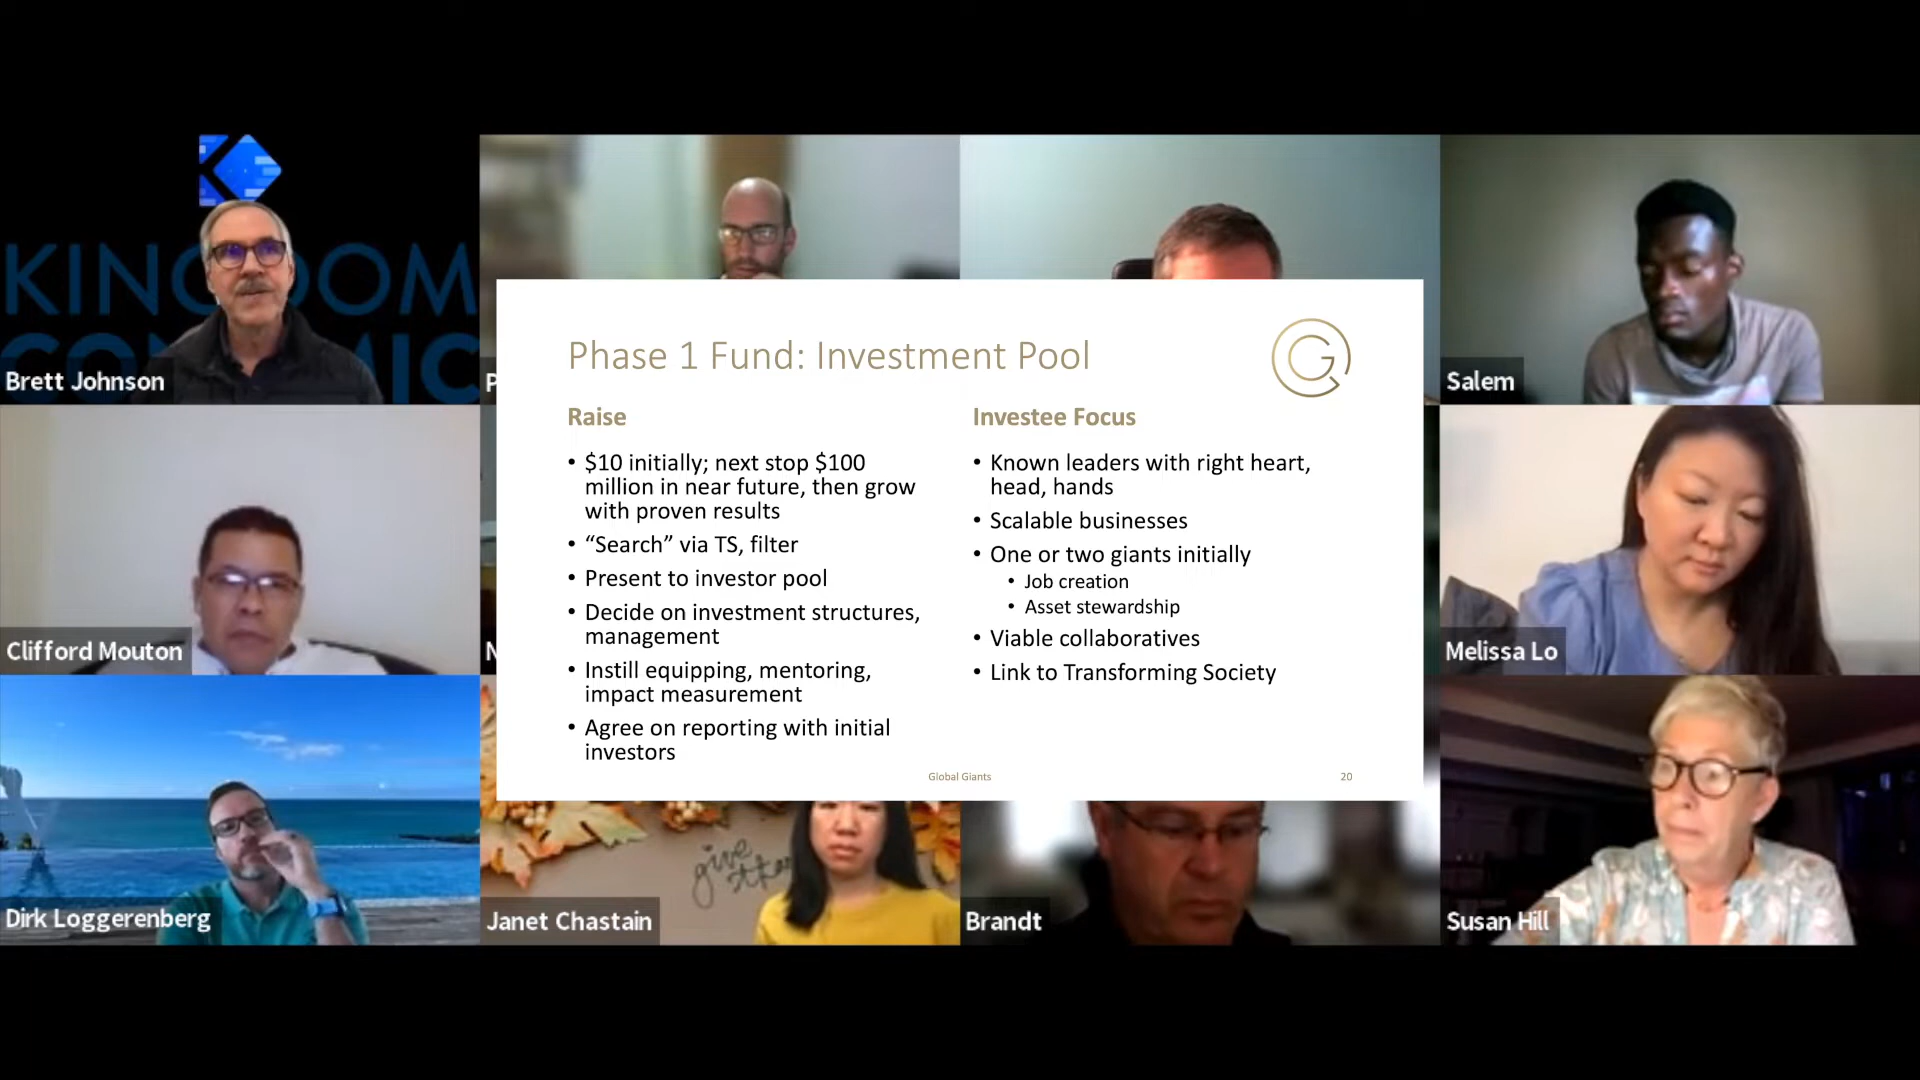 KINGDOM
Brett Johnson
P
Salem
Phase 1 Fund: Investment Pool
Raise
• $10 initially; next stop $100
million in near future, then grow
with proven results
• “Search” via TS, filter
• Present to investor pool
• Decide on investment structures,
management
• Instill equipping, mentoring,
impact measurement
• Agree on reporting with initial
investors
Investee Focus
• Known leaders with right heart,
head, hands
• Scalable businesses
• One or two giants initially
• Job creation
• Asset stewardship
• Viable collaboratives
• Link to Transforming Society
Global Giants
20
Clifford Mouton
N
Melissa Lo
Dirk Loggerenberg
give
Janet Chastain
Brandt
Susan Hill